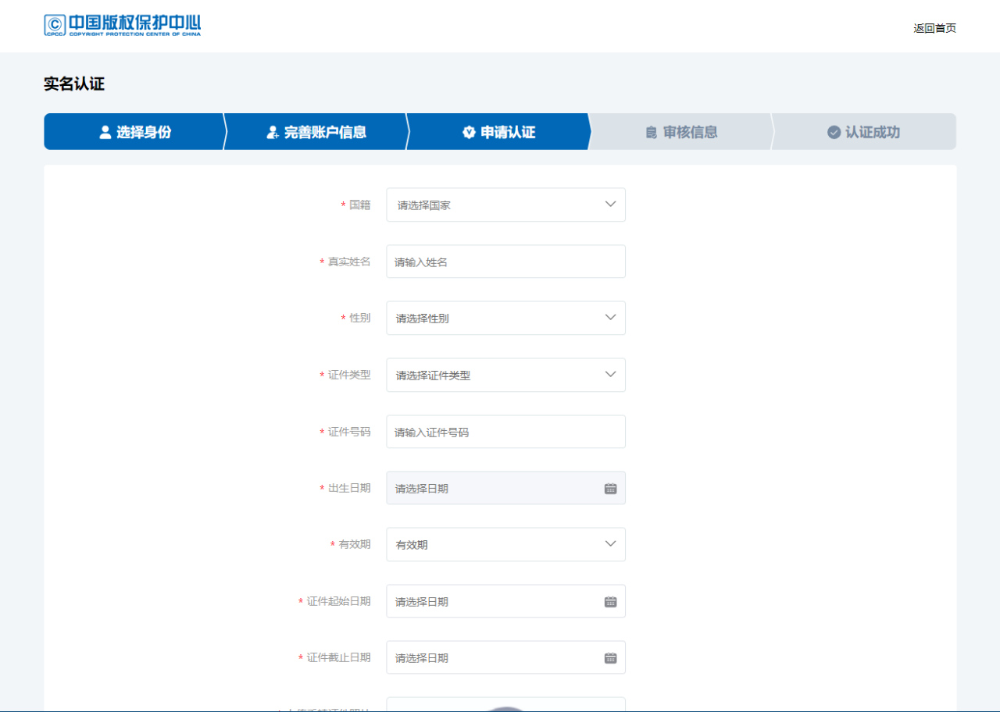 中国版权保护中心
CPCC COPYRIGHT PROTECTION CENTER OF CHINA
返回首页
实名认证
选择身份 完善账户信息 申请认证 审核信息 认证成功
* 国籍 请选择国家
* 真实姓名 请输入姓名
* 性别 请选择性别
* 证件类型 请选择证件类型
* 证件号码 请输入证件号码
* 出生日期 请选择日期
* 有效期 有效期
* 证件起始日期 请选择日期
* 证件截止日期 请选择日期